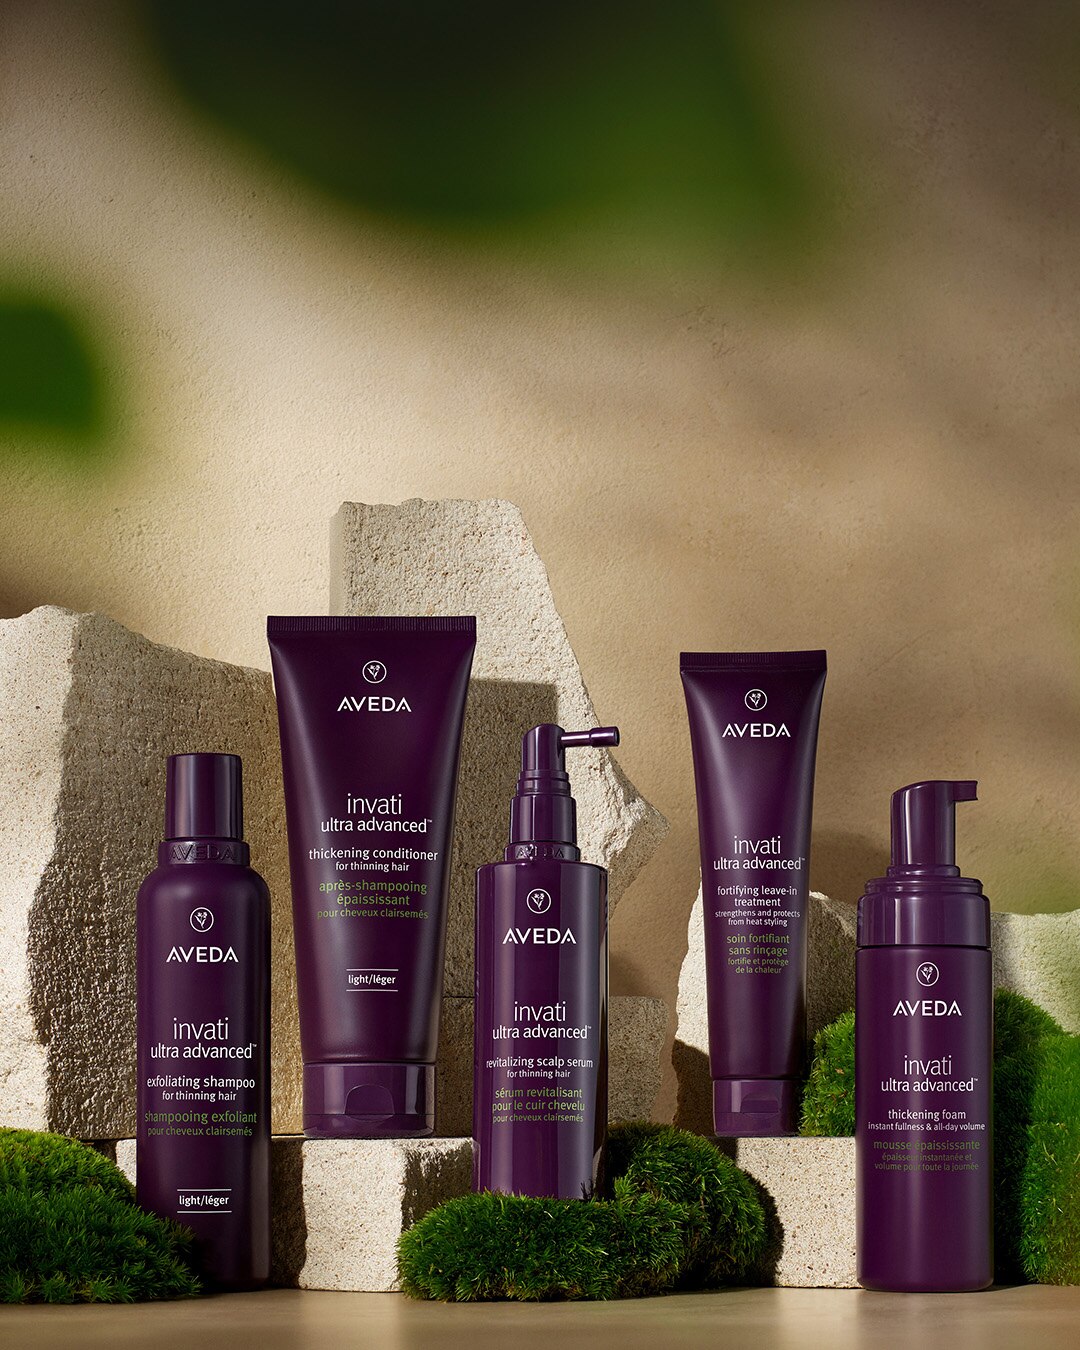 AVEDA
invati
ultra advanced™
exfoliating shampoo
for thinning hair
shampooing exfoliant
pour cheveux clairsemés
light/léger
AVEDA
invati
ultra advanced™
thickening conditioner
for thinning hair
après-shampooing
épaississant
pour cheveux clairsemés
light/léger
AVEDA
invati
ultra advanced™
revitalizing scalp serum
for thinning hair
sérum revitalisant
pour le cuir chevelu
pour cheveux clairsemés
AVEDA
invati
ultra advanced™
fortifying leave-in
treatment
strengthens and protects
from heat styling
soin fortifiant
sans rinçage
fortifie et protège
de la chaleur
AVEDA
invati
ultra advanced™
thickening foam
instant fullness & all-day volume
mousse épaississante
épaisseur instantanée et
volume pour toute la journée